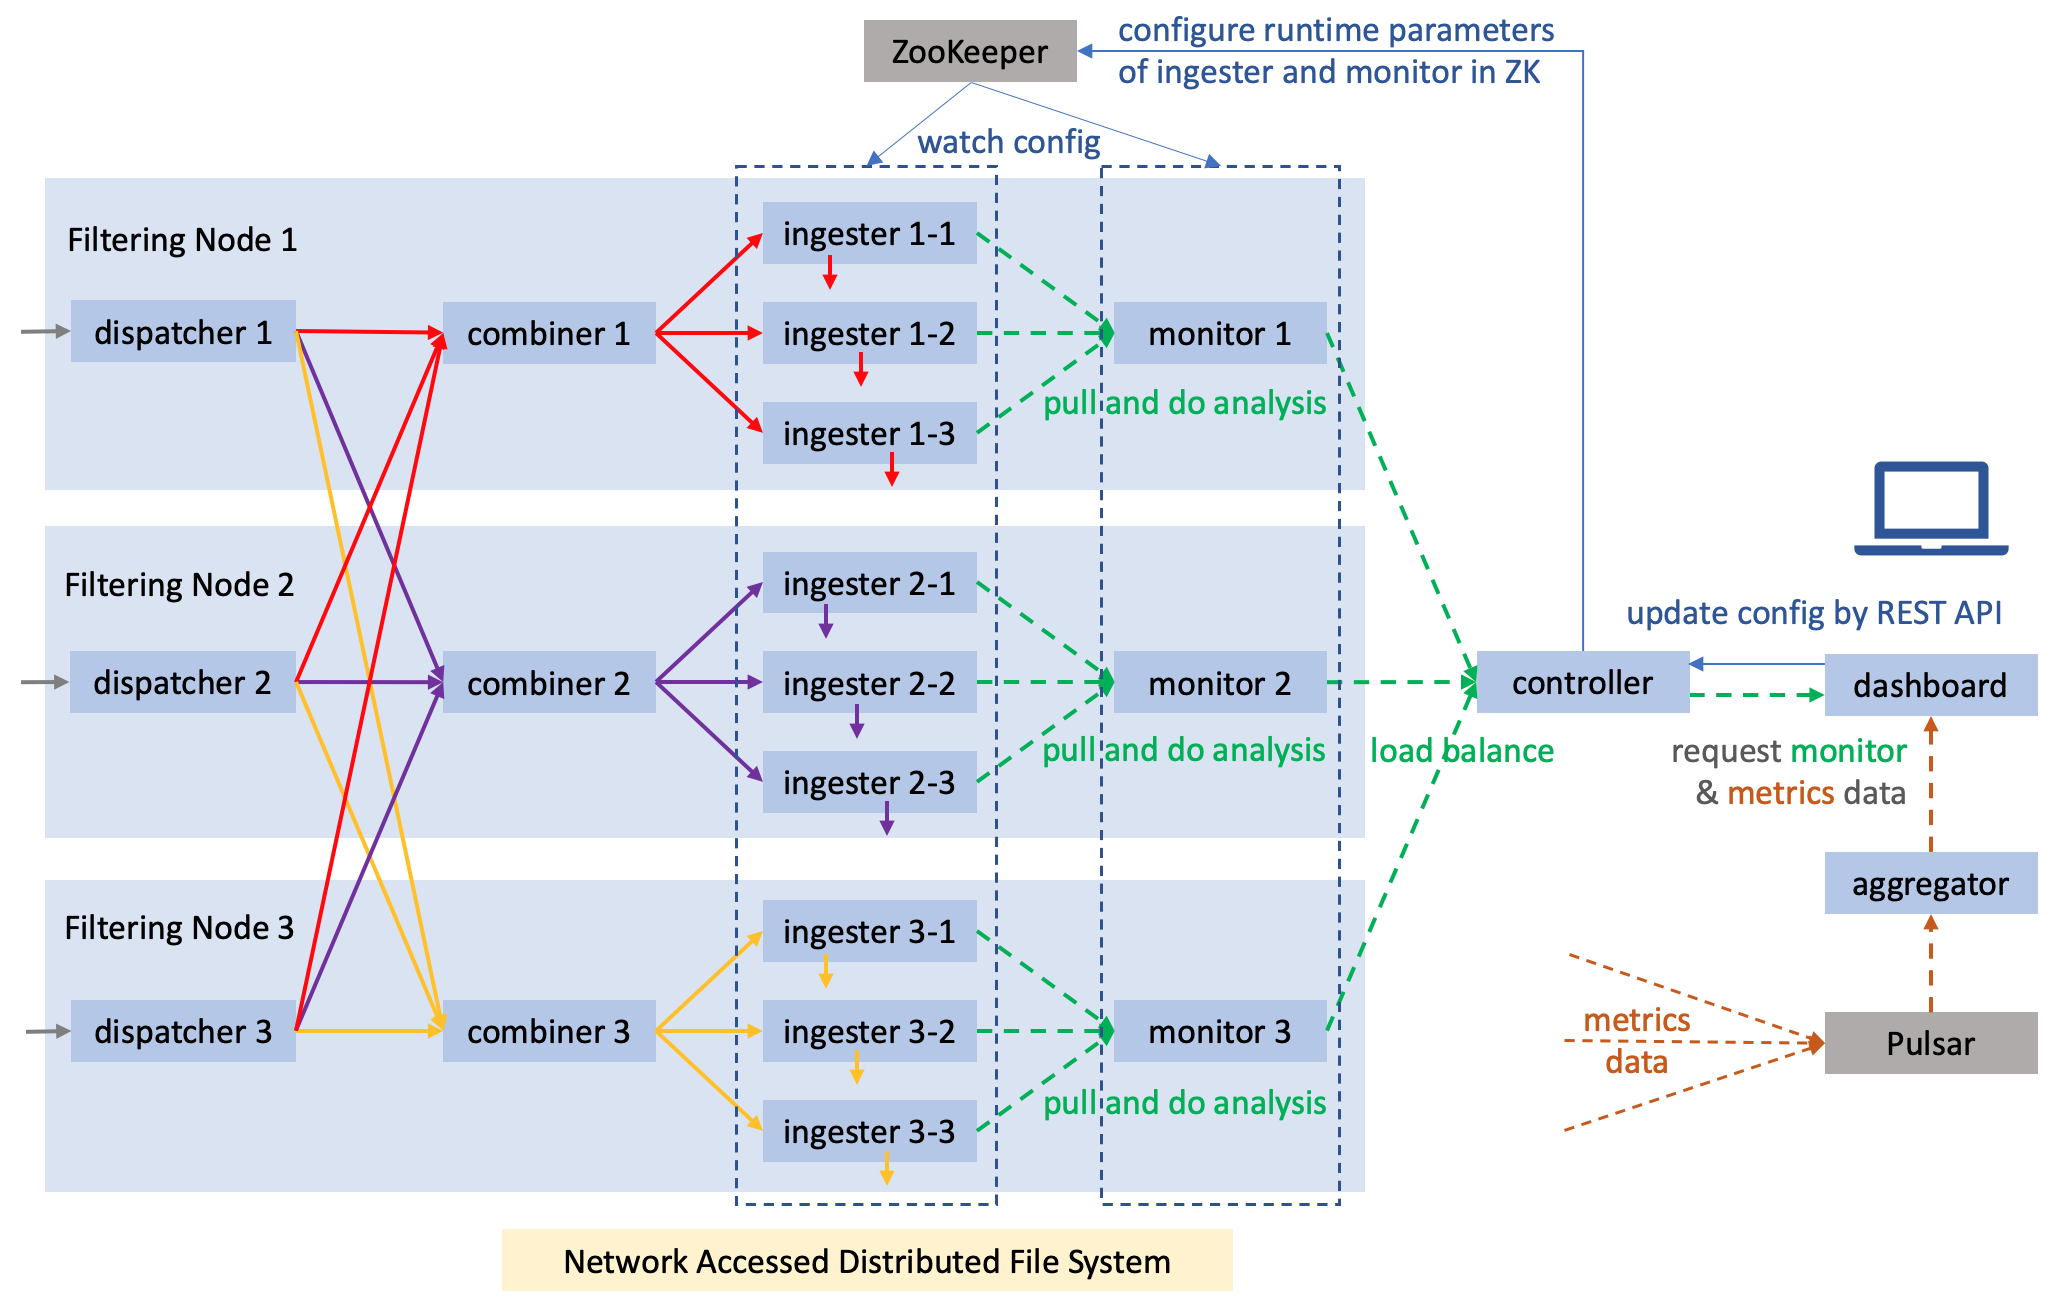 ZooKeeper
configure runtime parameters
of ingester and monitor in ZK
watch config
Filtering Node 1
dispatcher 1
combiner 1
ingester 1-1
ingester 1-2
ingester 1-3
monitor 1
pull and do analysis
Filtering Node 2
dispatcher 2
combiner 2
ingester 2-1
ingester 2-2
ingester 2-3
monitor 2
pull and do analysis
load balance
controller
update config by REST API
dashboard
request monitor
& metrics data
aggregator
Filtering Node 3
dispatcher 3
combiner 3
ingester 3-1
ingester 3-2
ingester 3-3
monitor 3
pull and do analysis
metrics
data
Pulsar
Network Accessed Distributed File System